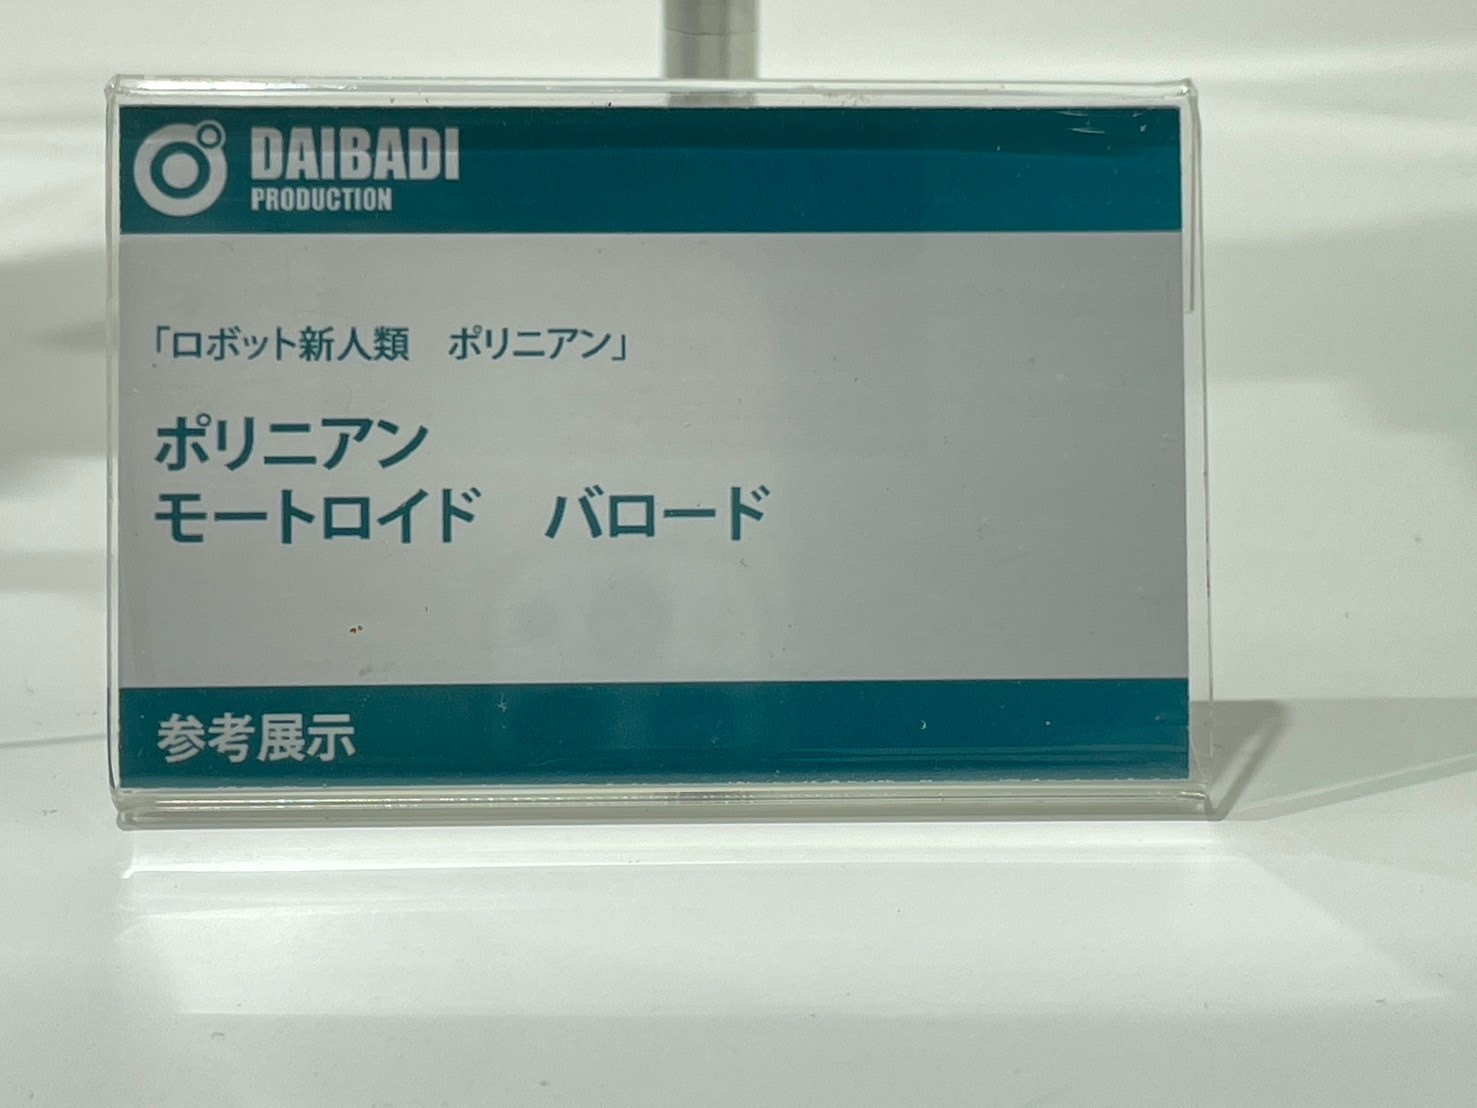 DAIBADI
PRODUCTION
「ロボット新人類　ポリニアン」
ポリニアン
モートロイド　バロード
参考展示